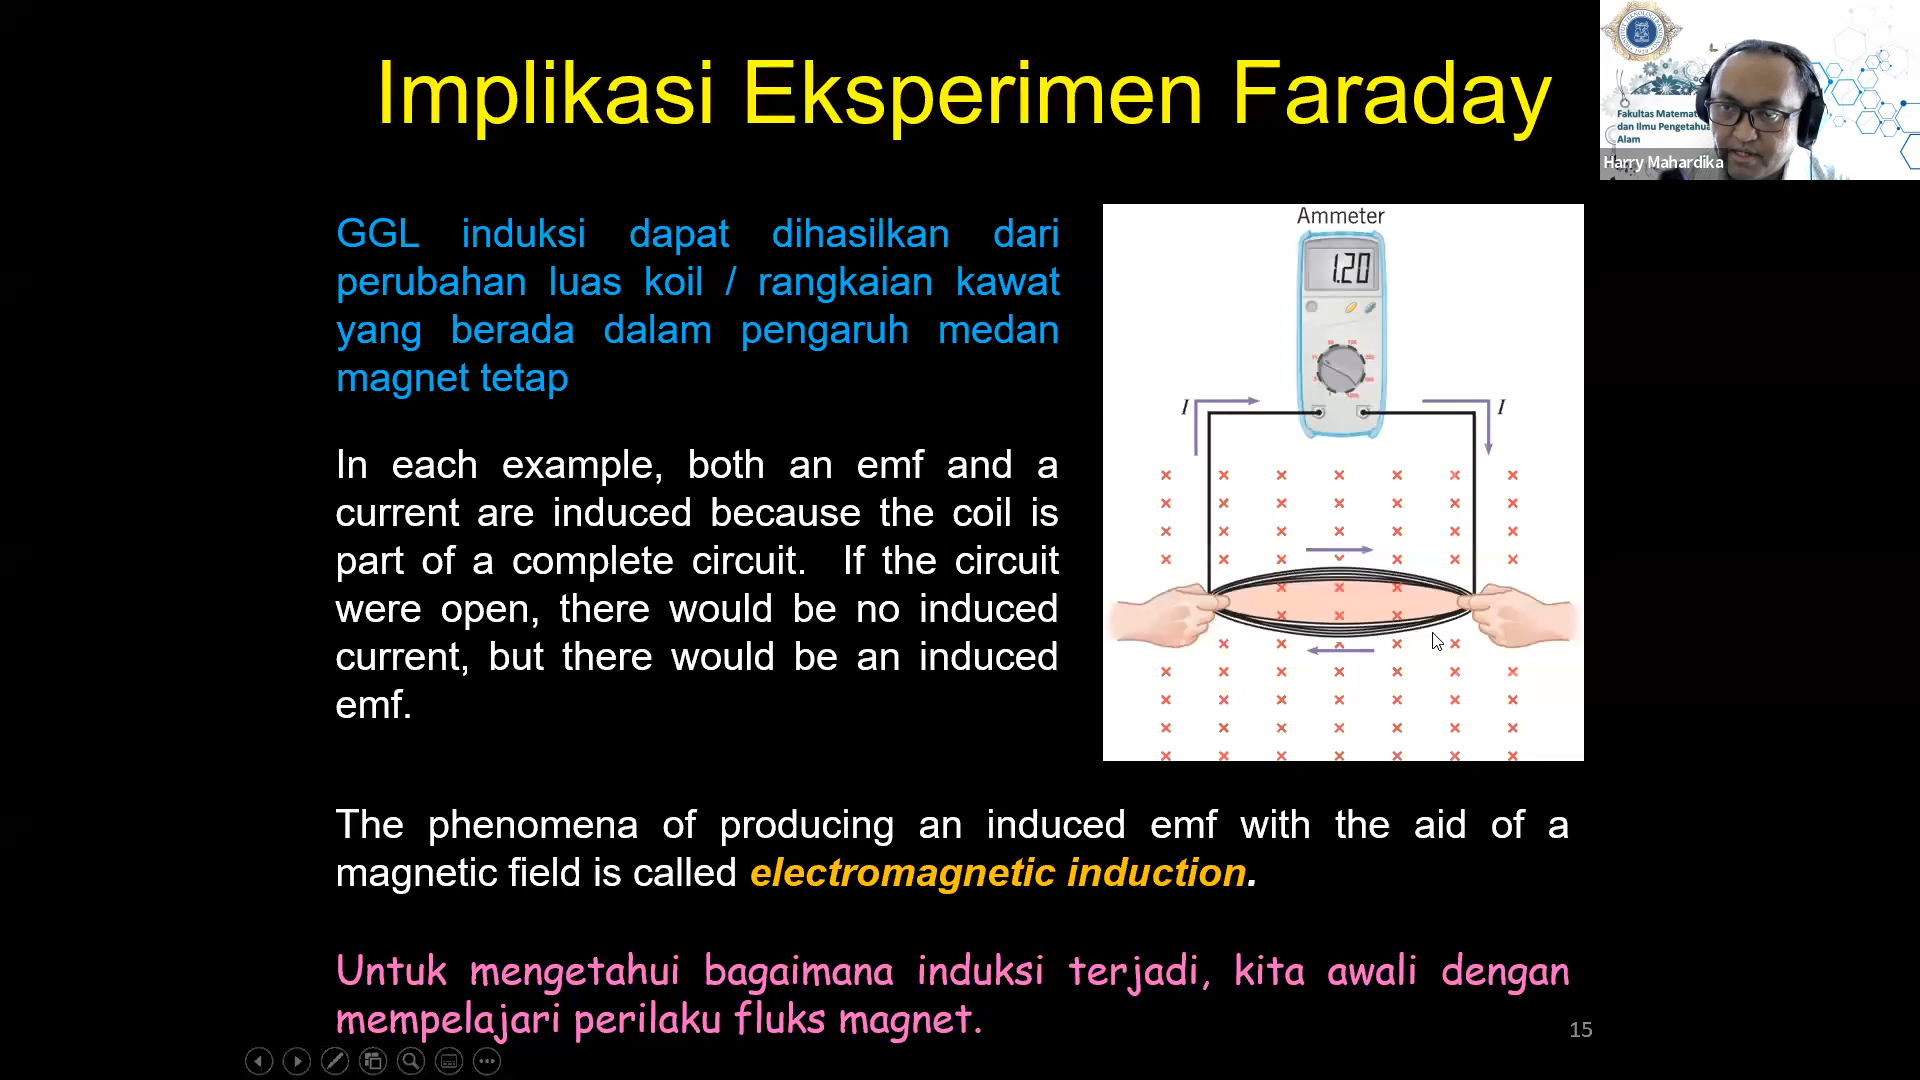 Implikasi Eksperimen Faraday
Fakultas Matemat
dan Ilmu Pengetahua
Alam
Harry Mahardika
GGL induksi dapat dihasilkan dari
perubahan luas koil / rangkaian kawat
yang berada dalam pengaruh medan
magnet tetap
In each example, both an emf and a
current are induced because the coil is
part of a complete circuit. If the circuit
were open, there would be no induced
current, but there would be an induced
emf.
Ammeter
1.20
I
I
The phenomena of producing an induced emf with the aid of a
magnetic field is called electromagnetic induction.
Untuk mengetahui bagaimana induksi terjadi, kita awali dengan
mempelajari perilaku fluks magnet.
15